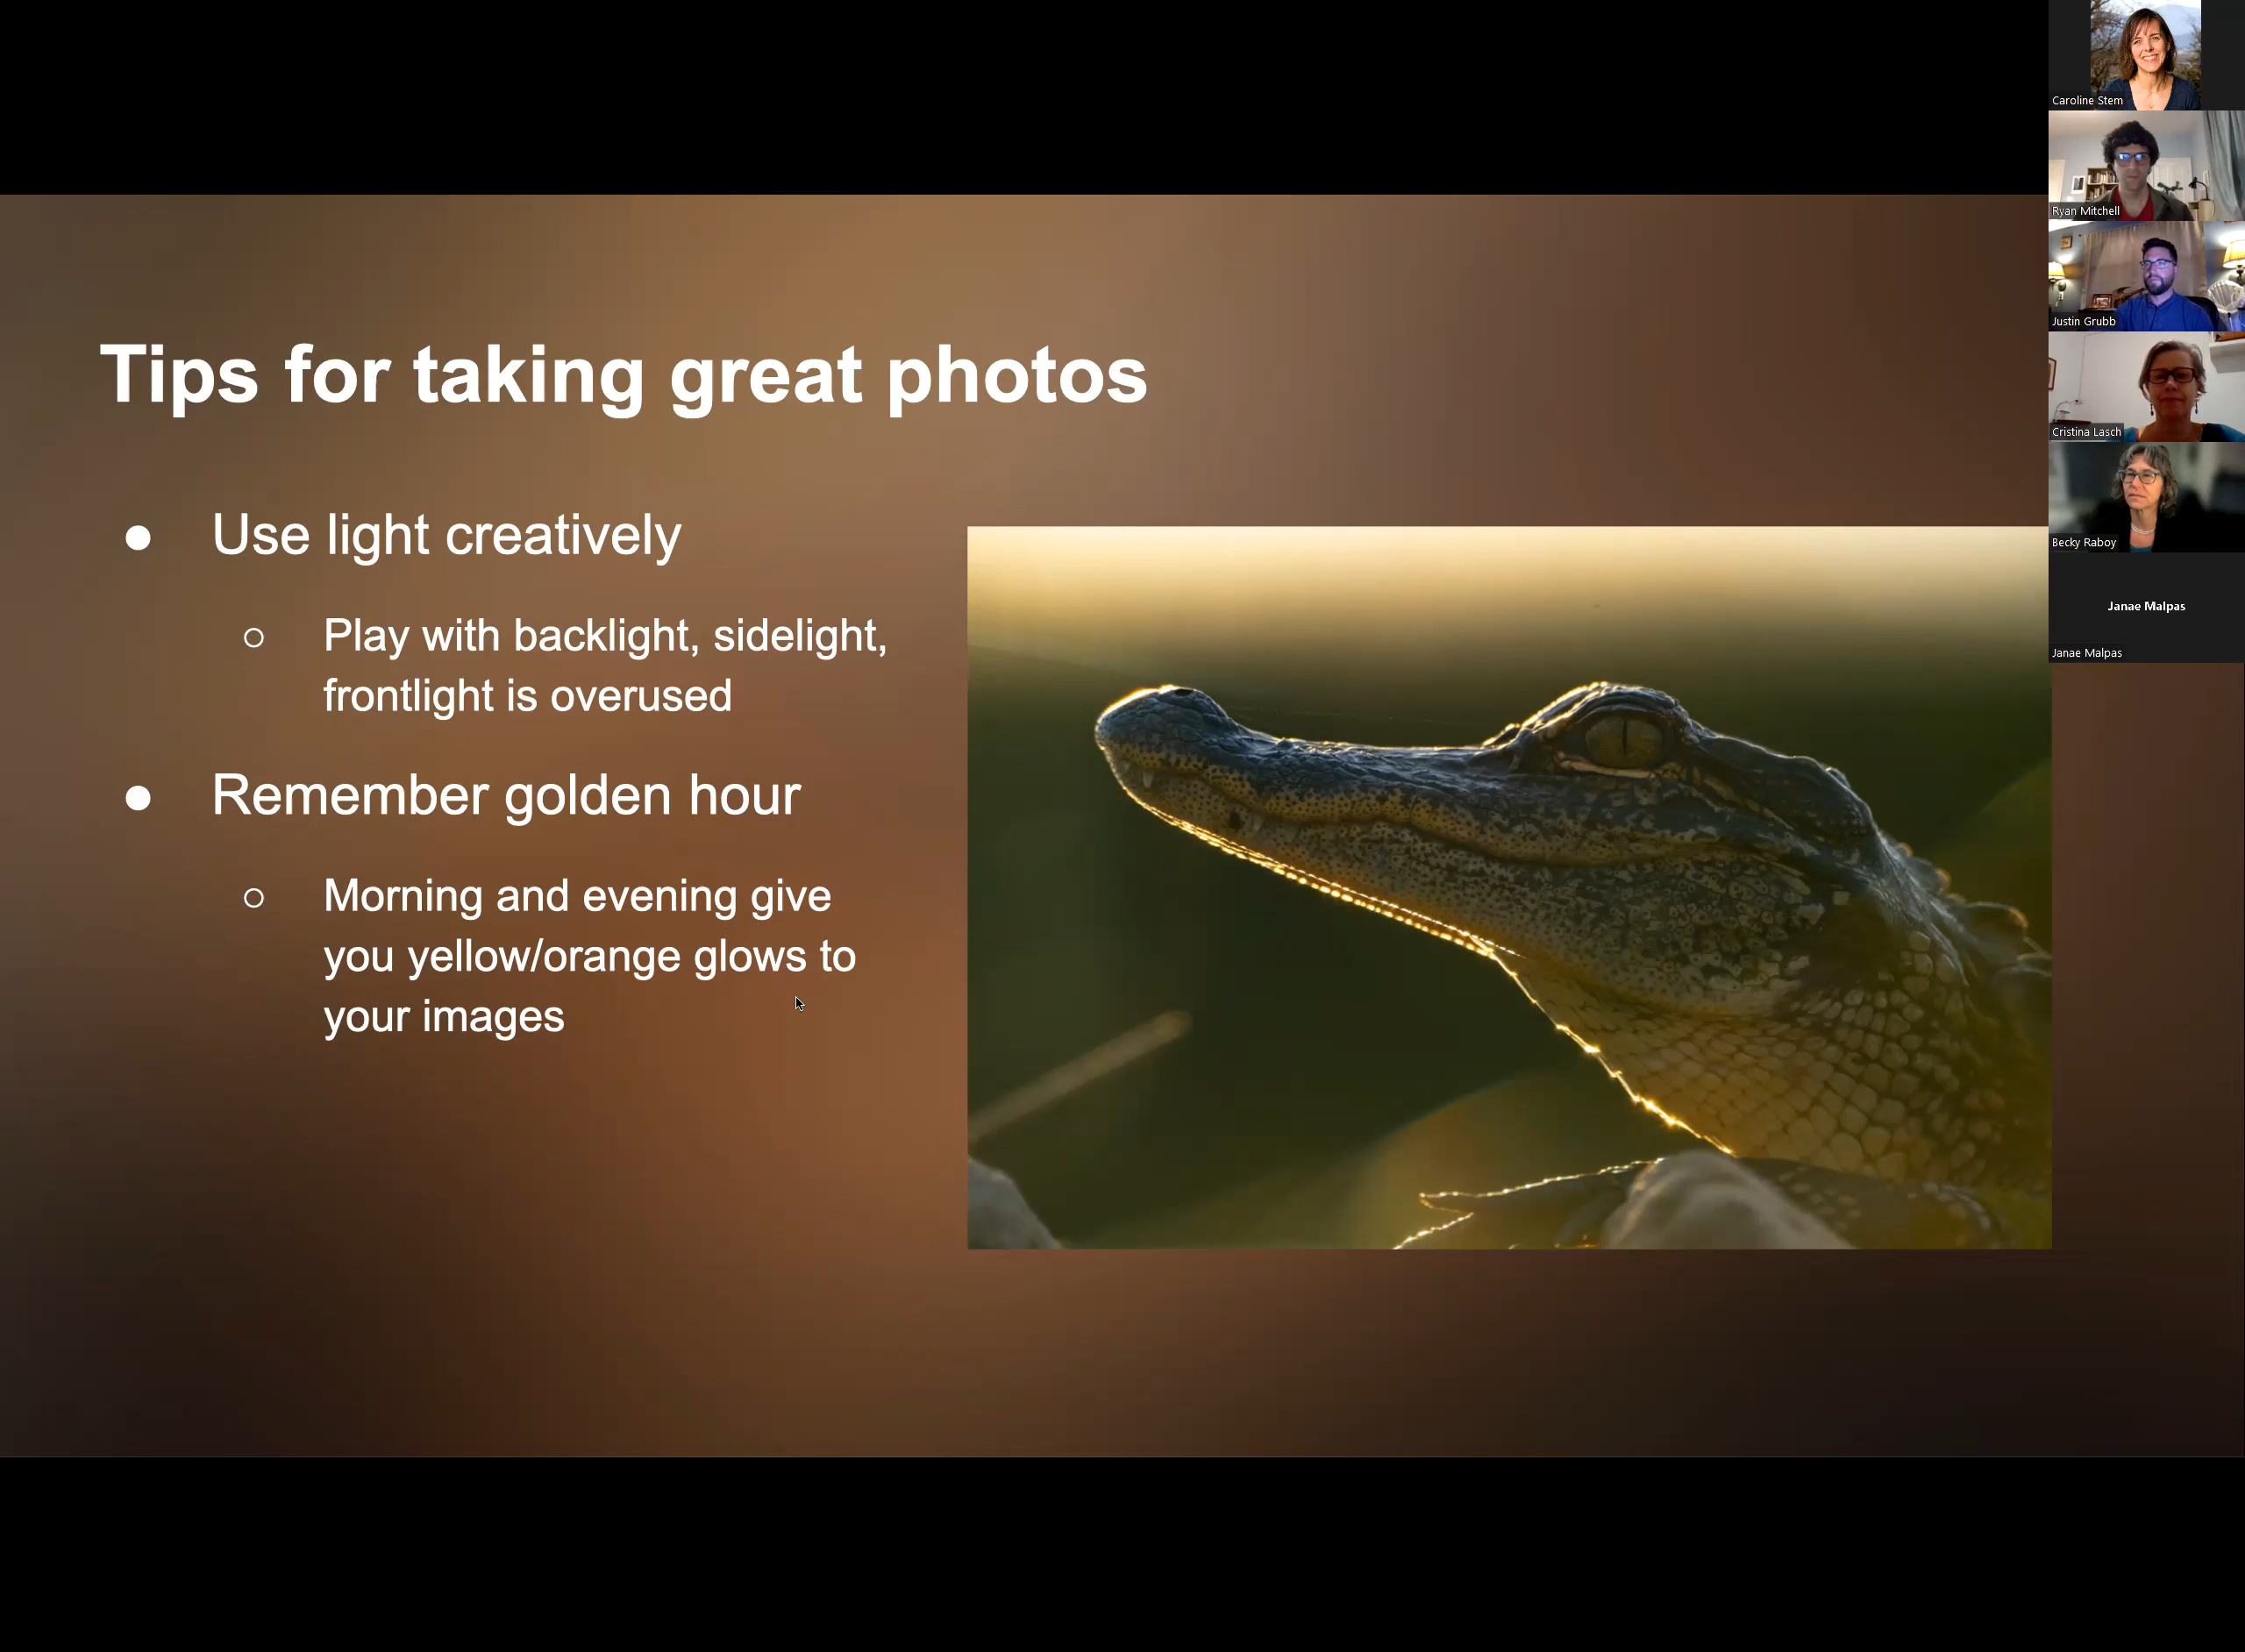 Tips for taking great photos
● Use light creatively
○ Play with backlight, sidelight,
frontlight is overused
● Remember golden hour
○ Morning and evening give
you yellow/orange glows to
your images
Caroline Stem
Ryan Mitchell
Justin Grubb
Cristina Lasch
Becky Raboy
Janae Malpas
Janae Malpas